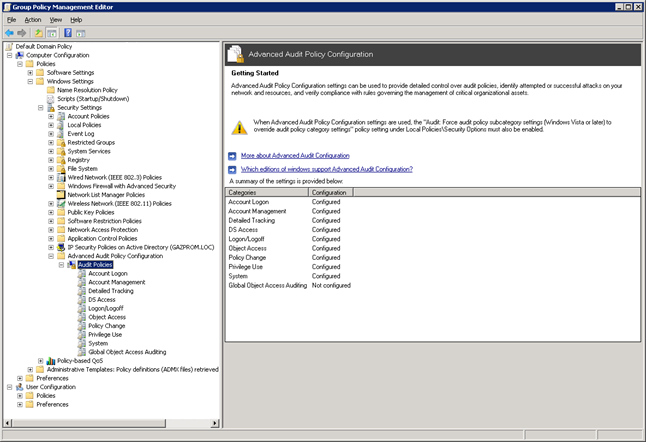 Group Policy Management Editor
File Action View Help
Default Domain Policy
Computer Configuration
Policies
Software Settings
Windows Settings
Name Resolution Policy
Scripts (Startup/Shutdown)
Security Settings
Account Policies
Local Policies
Event Log
Restricted Groups
System Services
Registry
File System
Wired Network (IEEE 802.3) Policies
Windows Firewall with Advanced Security
Network List Manager Policies
Wireless Network (IEEE 802.11) Policies
Public Key Policies
Software Restriction Policies
Network Access Protection
Application Control Policies
IP Security Policies on Active Directory (GAZPROM.LOC)
Advanced Audit Policy Configuration
Audit Policies
Account Logon
Account Management
Detailed Tracking
DS Access
Logon/Logoff
Object Access
Policy Change
Privilege Use
System
Global Object Access Auditing
Policy-based QoS
Administrative Templates: Policy definitions (ADMX files) retrieved
Preferences
User Configuration
Policies
Preferences
Advanced Audit Policy Configuration
Getting Started
Advanced Audit Policy Configuration settings can be used to provide detailed control over audit policies, identify attempted or successful attacks on
your network and resources, and verify compliance with rules governing the management of critical organizational assets.
When Advanced Audit Policy Configuration settings are used, the "Audit: Force audit policy subcategory settings (Windows Vista or later) to
override audit policy category settings" policy setting under Local Policies\Security Options must also be enabled.
More about Advanced Audit Configuration
Which editions of windows support Advanced Audit Configuration?
A summary of the settings is provided below.
Categories Configuration
Account Logon Configured
Account Management Configured
Detailed Tracking Configured
DS Access Configured
Logon/Logoff Configured
Object Access Configured
Policy Change Configured
Privilege Use Configured
System Configured
Global Object Access Auditing Not configured